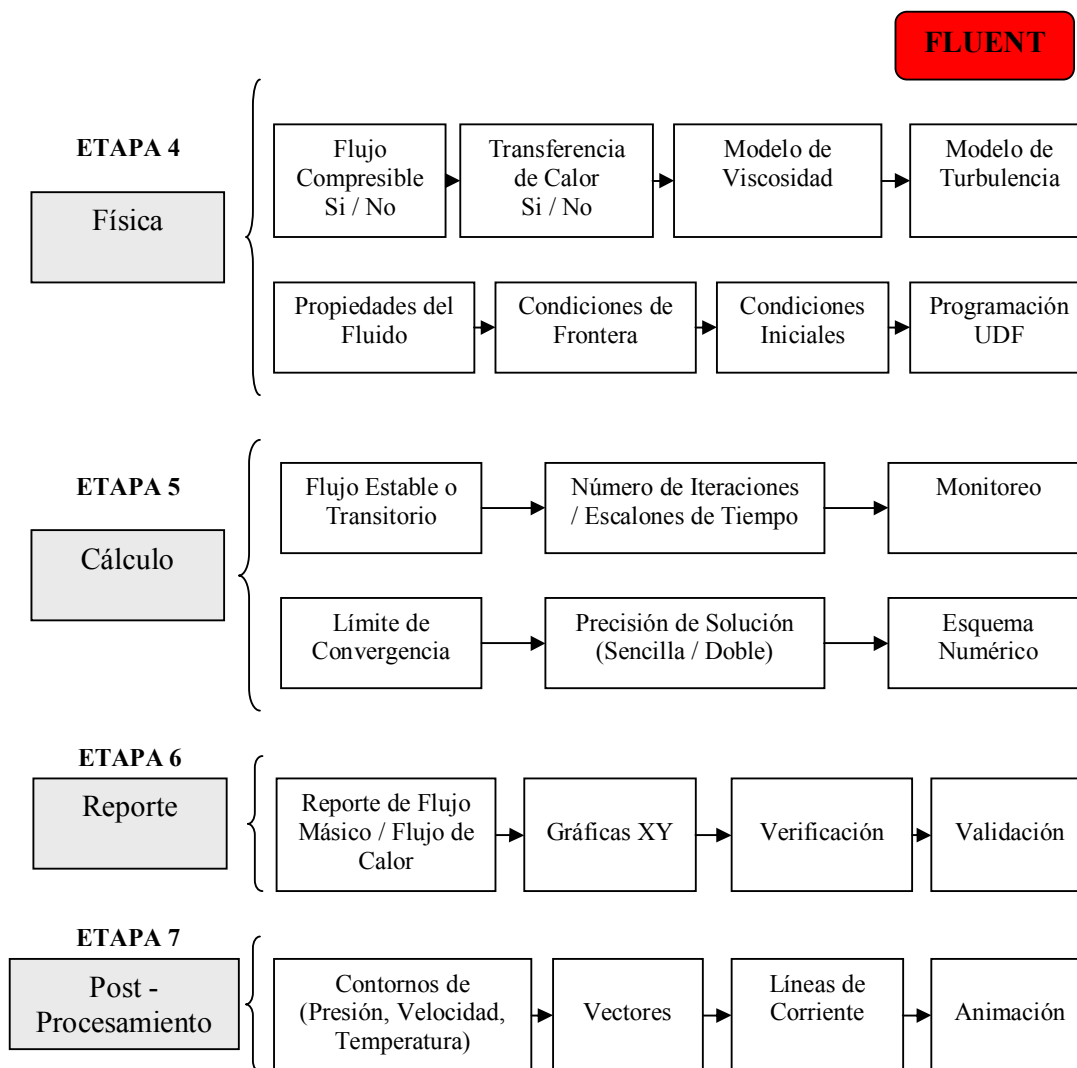 FLUENT
ETAPA 4
Física
Flujo
Compresible
Si / No
Transferencia
de Calor
Si / No
Modelo de
Viscosidad
Modelo de
Turbulencia
Propiedades del
Fluido
Condiciones de
Frontera
Condiciones
Iniciales
Programación
UDF
ETAPA 5
Cálculo
Flujo Estable o
Transitorio
Número de Iteraciones
/ Escalones de Tiempo
Monitoreo
Límite de
Convergencia
Precisión de Solución
(Sencilla / Doble)
Esquema
Numérico
ETAPA 6
Reporte
Reporte de Flujo
Másico / Flujo de
Calor
Gráficas XY
Verificación
Validación
ETAPA 7
Post -
Procesamiento
Contornos de
(Presión, Velocidad,
Temperatura)
Vectores
Líneas de
Corriente
Animación